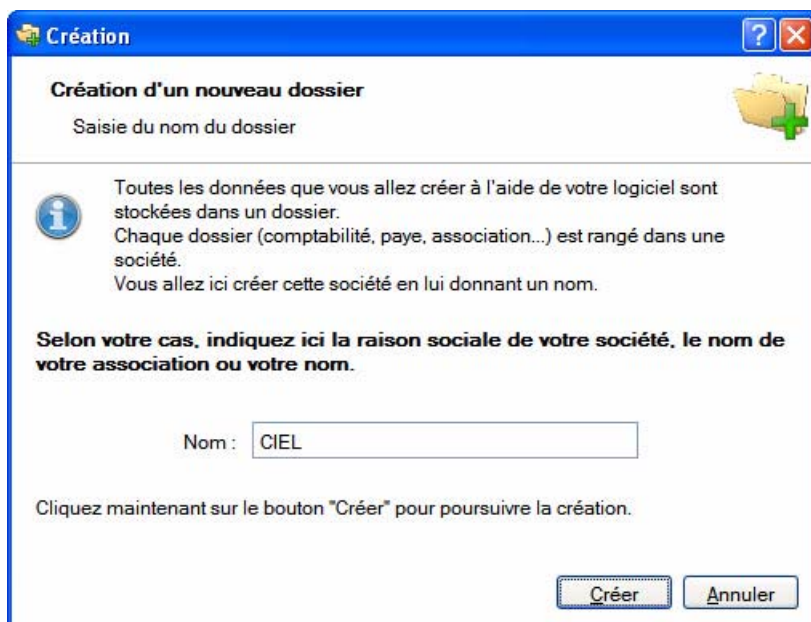 Création
Création d'un nouveau dossier
Saisie du nom du dossier
Toutes les données que vous allez créer à l'aide de votre logiciel sont
stockées dans un dossier.
Chaque dossier (comptabilité, paye, association...) est rangé dans une
société.
Vous allez ici créer cette société en lui donnant un nom.
Selon votre cas, indiquez ici la raison sociale de votre société, le nom de
votre association ou votre nom.
Nom : CIEL
Cliquez maintenant sur le bouton "Créer" pour poursuivre la création.
Créer Annuler